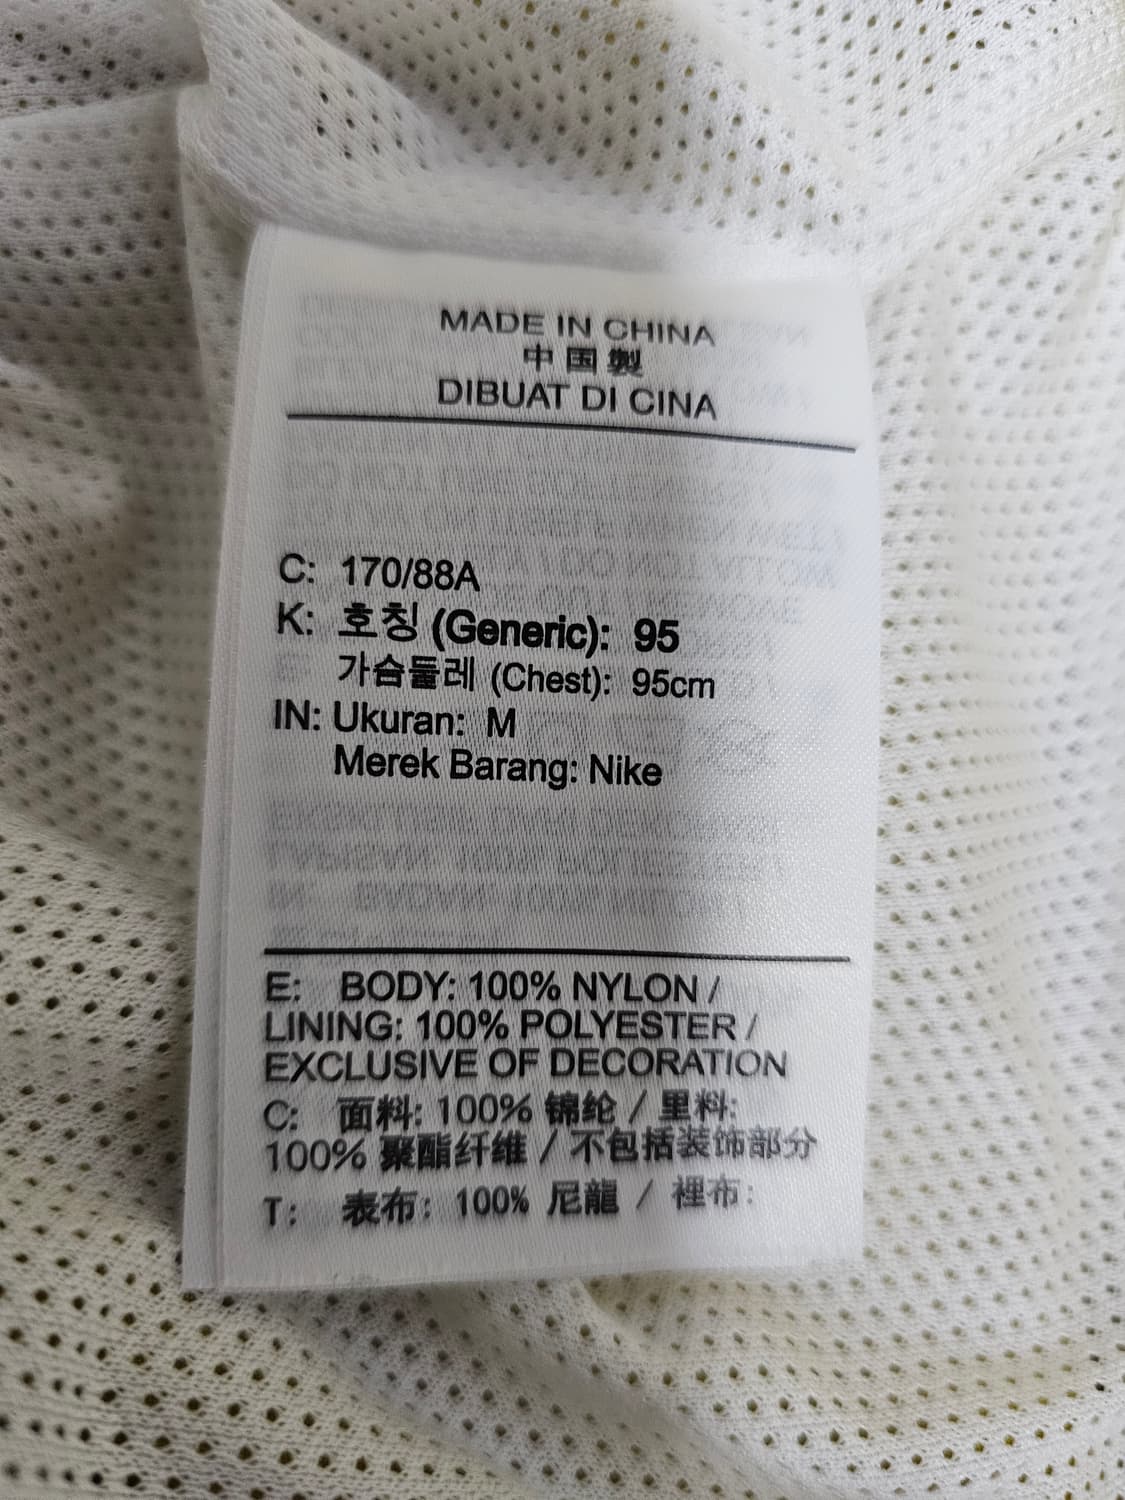 MADE IN CHINA
中国製
DIBUAT DI CINA
C: 170/88A
K: 호칭 (Generic): 95
가슴둘레 (Chest): 95cm
IN: Ukuran: M
Merek Barang: Nike
E: BODY: 100% NYLON /
LINING: 100% POLYESTER /
EXCLUSIVE OF DECORATION
C: 面料: 100% 锦纶 / 里料:
100% 聚酯纤维 / 不包括装饰部分
T: 表布: 100% 尼龍 / 裡布: